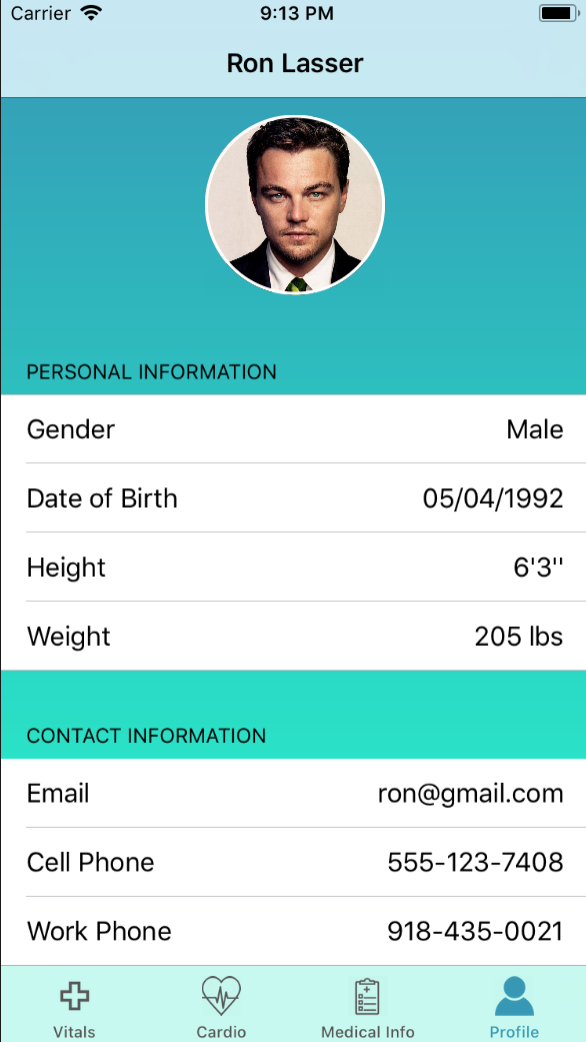 Carrier 9:13 PM
Ron Lasser
PERSONAL INFORMATION
Gender Male
Date of Birth 05/04/1992
Height 6'3''
Weight 205 lbs
CONTACT INFORMATION
Email ron@gmail.com
Cell Phone 555-123-7408
Work Phone 918-435-0021
Vitals Cardio Medical Info Profile